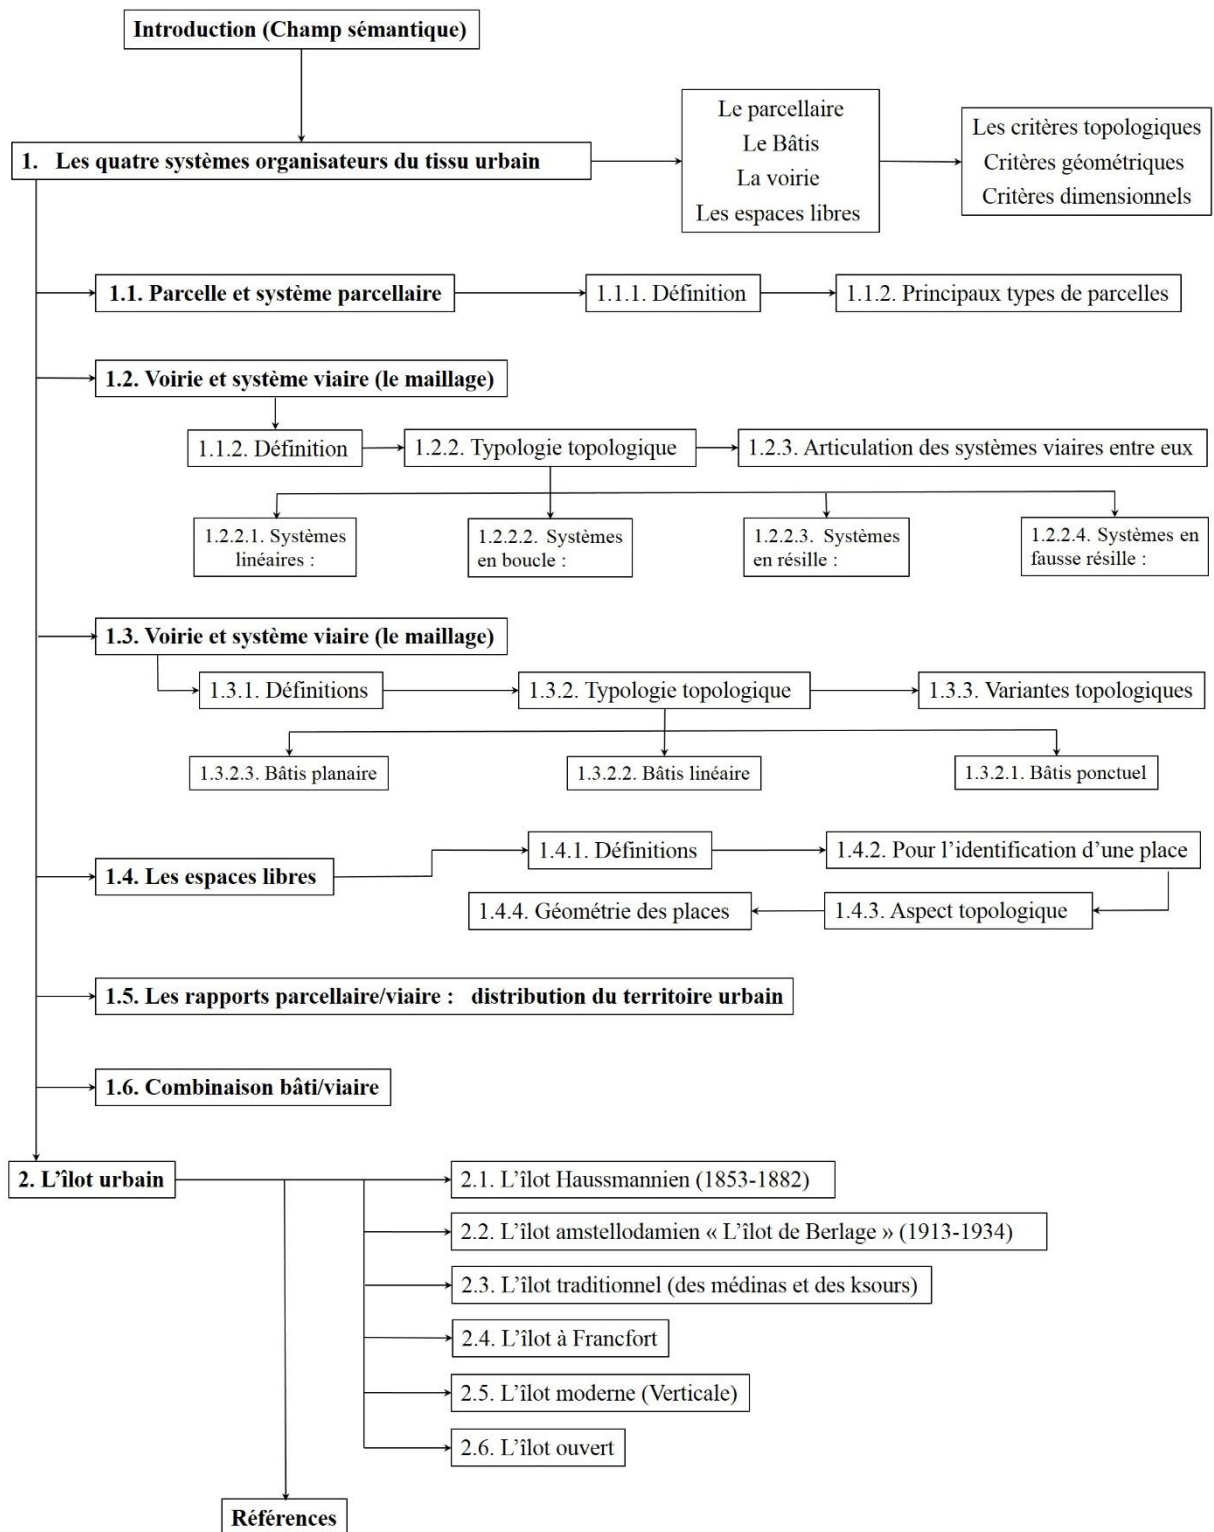 Introduction (Champ sémantique)
Le parcellaire
Le Bâtis
La voirie
Les espaces libres
Les critères topologiques
Critères géométriques
Critères dimensionnels
1. Les quatre systèmes organisateurs du tissu urbain
1.1. Parcelle et système parcellaire
1.1.1. Définition
1.1.2. Principaux types de parcelles
1.2. Voirie et système viaire (le maillage)
1.1.2. Définition
1.2.2. Typologie topologique
1.2.3. Articulation des systèmes viaires entre eux
1.2.2.1. Systèmes
linéaires :
1.2.2.2. Systèmes
en boucle :
1.2.2.3. Systèmes
en résille :
1.2.2.4. Systèmes en
fausse résille :
1.3. Voirie et système viaire (le maillage)
1.3.1. Définitions
1.3.2. Typologie topologique
1.3.3. Variantes topologiques
1.3.2.3. Bâtis planaire
1.3.2.2. Bâtis linéaire
1.3.2.1. Bâtis ponctuel
1.4. Les espaces libres
1.4.1. Définitions
1.4.2. Pour l’identification d’une place
1.4.3. Aspect topologique
1.4.4. Géométrie des places
1.5. Les rapports parcellaire/viaire : distribution du territoire urbain
1.6. Combinaison bâti/viaire
2. L’îlot urbain
2.1. L’îlot Haussmannien (1853-1882)
2.2. L’îlot amstellodamien « L’îlot de Berlage » (1913-1934)
2.3. L’îlot traditionnel (des médinas et des ksours)
2.4. L’îlot à Francfort
2.5. L’îlot moderne (Verticale)
2.6. L’îlot ouvert
Références